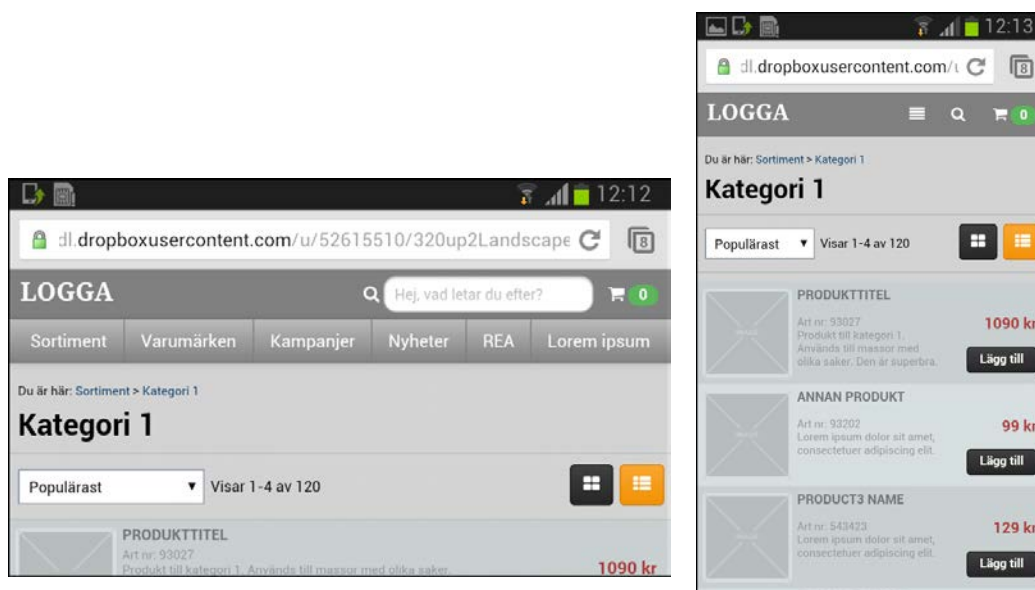 12:12
dl.dropboxusercontent.com/u/52615510/320up2Landscape
8
LOGGA
Hej, vad letar du efter?
0
Sortiment Varumärken Kampanjer Nyheter REA Lorem ipsum
Du är här: Sortiment > Kategori 1
Kategori 1
Populärast
Visar 1-4 av 120
PRODUKTTITEL
Art nr: 93027
Produkt till kategori 1. Används till massor med olika saker.
1090 kr
12:13
dl.dropboxusercontent.com/u
8
LOGGA
0
Du är här: Sortiment > Kategori 1
Kategori 1
Populärast
Visar 1-4 av 120
PRODUKTTITEL
Art nr: 93027
Produkt till kategori 1.
Används till massor med
olika saker. Den är superbra.
1090 kr
Lägg till
ANNAN PRODUKT
Art nr: 93202
Lorem ipsum dolor sit amet,
consectetuer adipiscing elit.
99 kr
Lägg till
PRODUCT3 NAME
Art nr: 543423
Lorem ipsum dolor sit amet,
consectetuer adipiscing elit.
129 kr
Lägg till